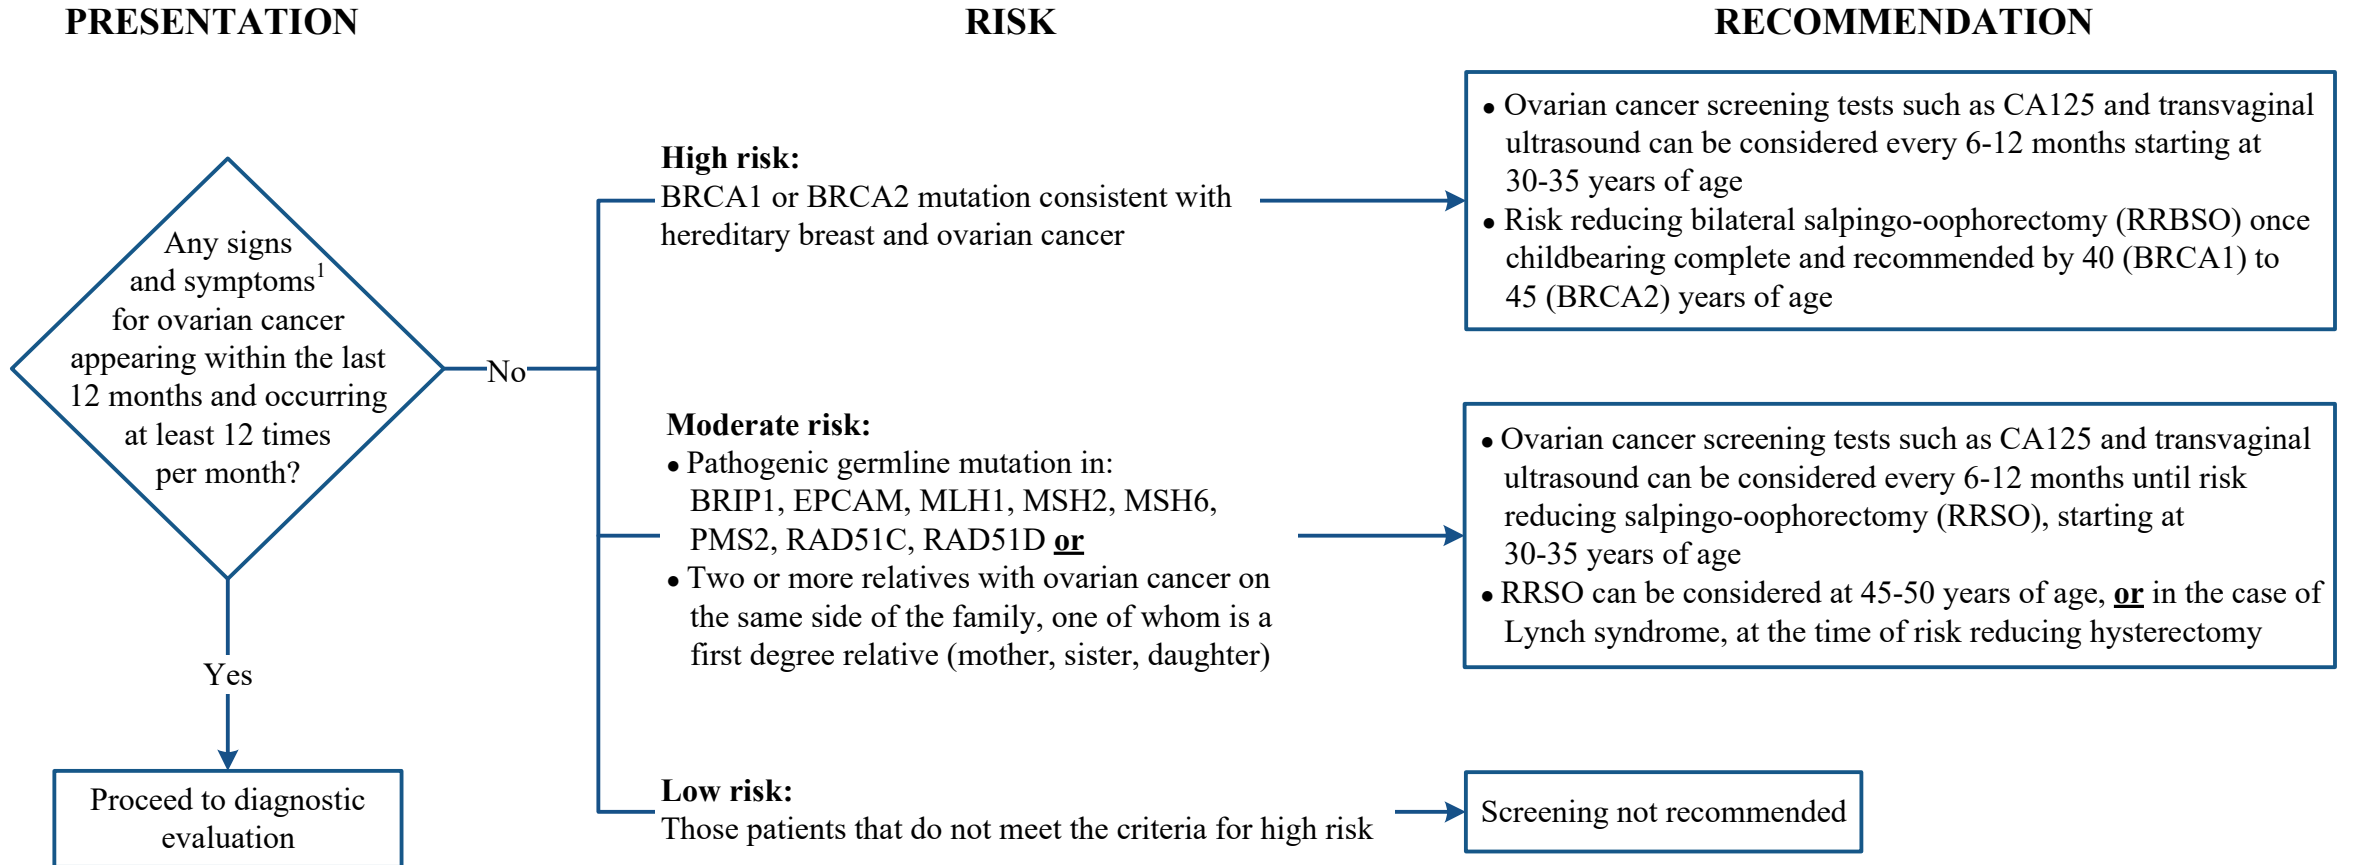 PRESENTATION
RISK
RECOMMENDATION
Any signs
and symptoms1
for ovarian cancer
appearing within the last
12 months and occurring
at least 12 times
per month?
No
Yes
Proceed to diagnostic
evaluation
High risk:
BRCA1 or BRCA2 mutation consistent with
hereditary breast and ovarian cancer
● Ovarian cancer screening tests such as CA125 and transvaginal
ultrasound can be considered every 6-12 months starting at
30-35 years of age
● Risk reducing bilateral salpingo-oophorectomy (RRBSO) once
childbearing complete and recommended by 40 (BRCA1) to
45 (BRCA2) years of age
Moderate risk:
● Pathogenic germline mutation in:
BRIP1, EPCAM, MLH1, MSH2, MSH6,
PMS2, RAD51C, RAD51D or
● Two or more relatives with ovarian cancer on
the same side of the family, one of whom is a
first degree relative (mother, sister, daughter)
● Ovarian cancer screening tests such as CA125 and transvaginal
ultrasound can be considered every 6-12 months until risk
reducing salpingo-oophorectomy (RRSO), starting at
30-35 years of age
● RRSO can be considered at 45-50 years of age, or in the case of
Lynch syndrome, at the time of risk reducing hysterectomy
Low risk:
Those patients that do not meet the criteria for high risk
Screening not recommended